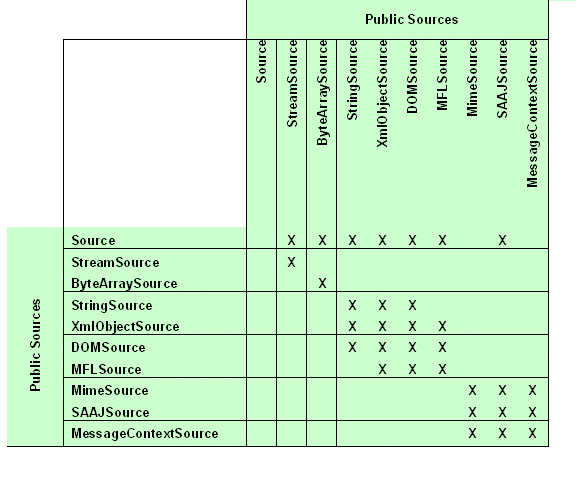 Public Sources
Source
StreamSource
ByteArraySource
StringSource
XmlObjectSource
DOMSource
MFLSource
MimeSource
SAAJSource
MessageContextSource
Public Sources
Source X X X X X X X
StreamSource X
ByteArraySource X
StringSource X X X
XmlObjectSource X X X X
DOMSource X X X X
MFLSource X X X
MimeSource X X X
SAAJSource X X X
MessageContextSource X X X